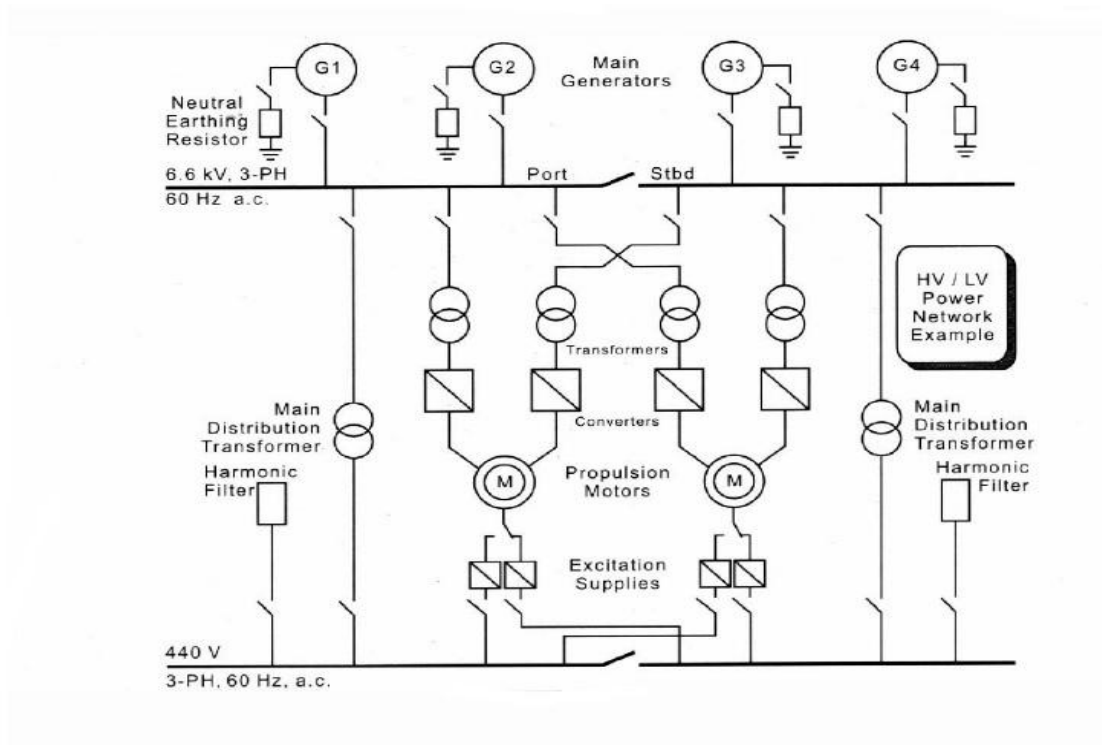 G1
G2
Main
Generators
G3
G4
Neutral
Earthing
Resistor
6.6 kV, 3-PH
Port
Stbd
60 Hz a.c.
HV / LV
Power
Network
Example
Transformers
Converters
Main
Distribution
Transformer
Main
Distribution
Transformer
Harmonic
Filter
Harmonic
Filter
M
Propulsion
Motors
M
Excitation
Supplies
440 V
3-PH, 60 Hz, a.c.